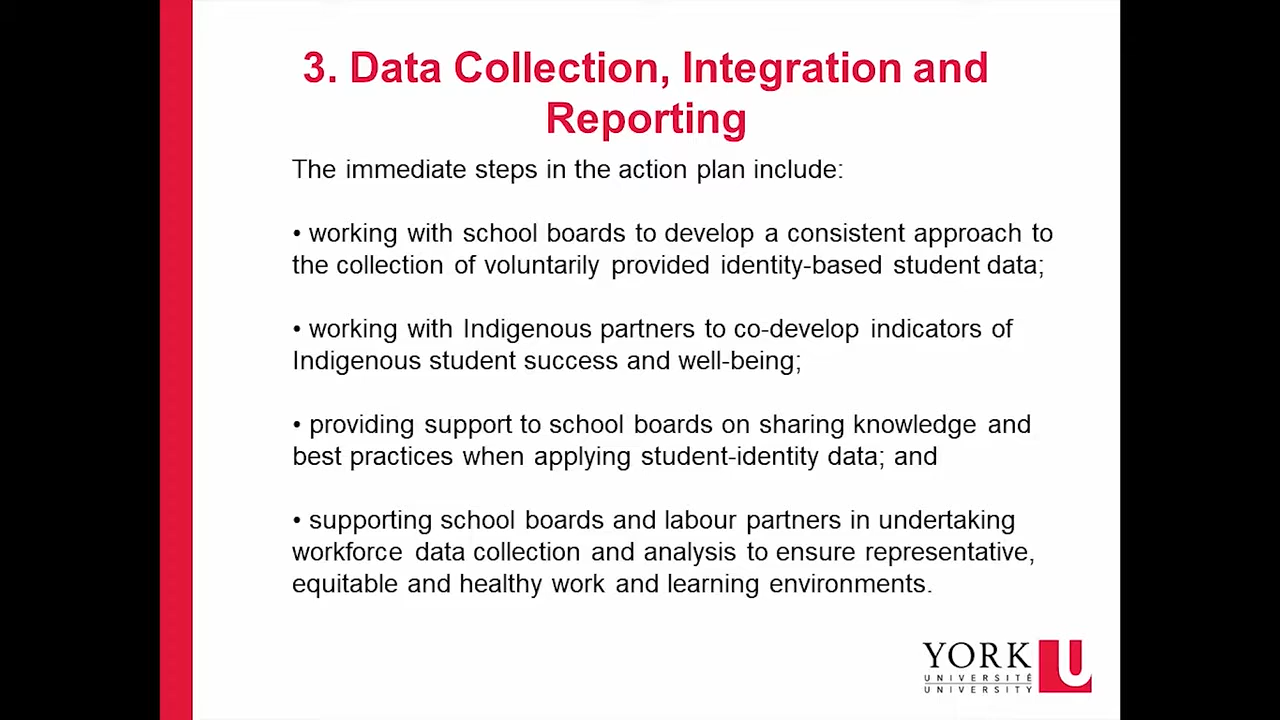 3. Data Collection, Integration and
Reporting
The immediate steps in the action plan include:
• working with school boards to develop a consistent approach to
the collection of voluntarily provided identity-based student data;
• working with Indigenous partners to co-develop indicators of
Indigenous student success and well-being;
• providing support to school boards on sharing knowledge and
best practices when applying student-identity data; and
• supporting school boards and labour partners in undertaking
workforce data collection and analysis to ensure representative,
equitable and healthy work and learning environments.
YORK U
UNIVERSITÉ
UNIVERSITY